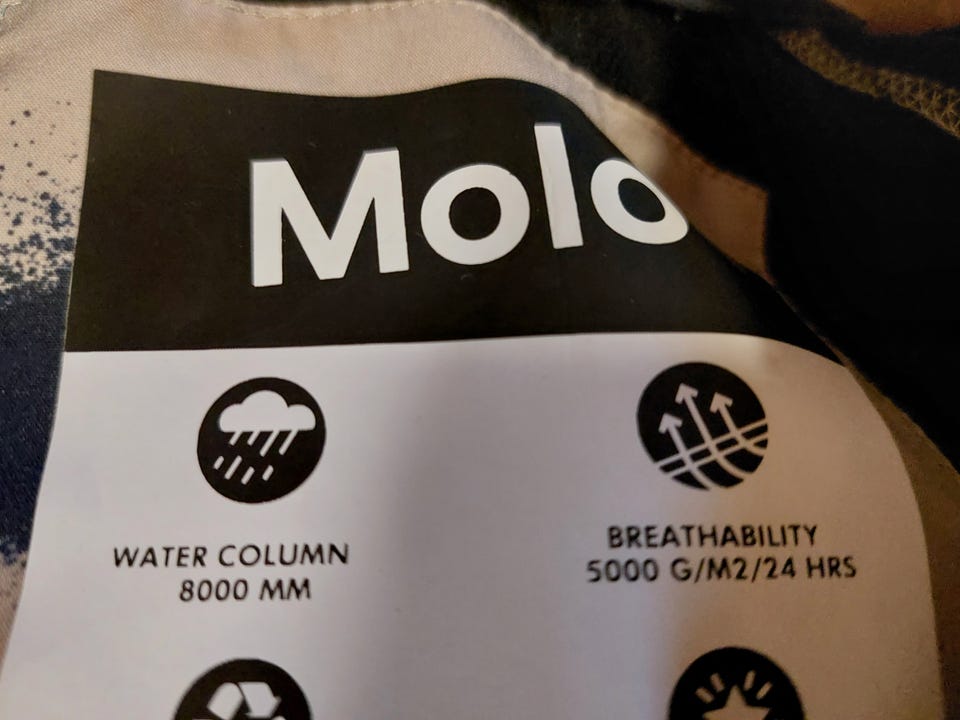 Molo
WATER COLUMN
8000 MM
BREATHABILITY
5000 G/M2/24 HRS